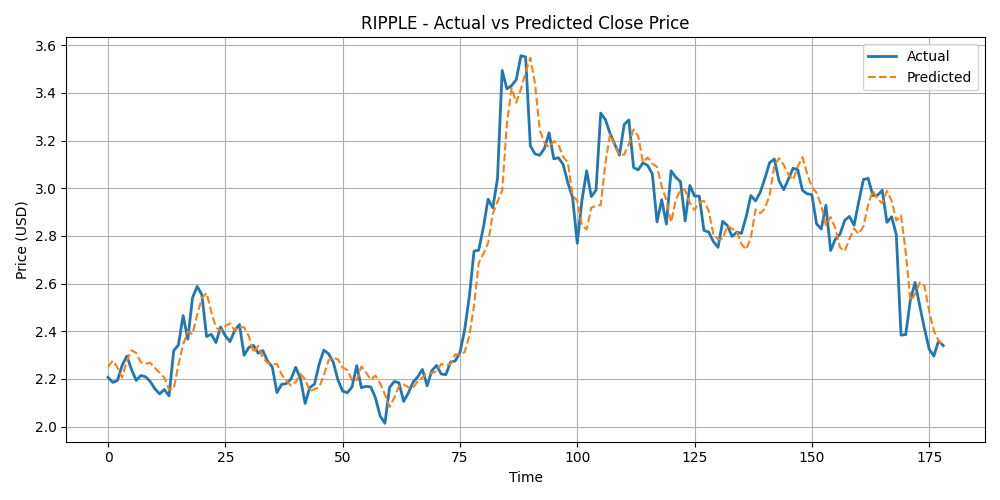 RIPPLE - Actual vs Predicted Close Price
Actual
Predicted
Price (USD)
3.6
3.4
3.2
3.0
2.8
2.6
2.4
2.2
2.0
0 25 50 75 100 125 150 175
Time